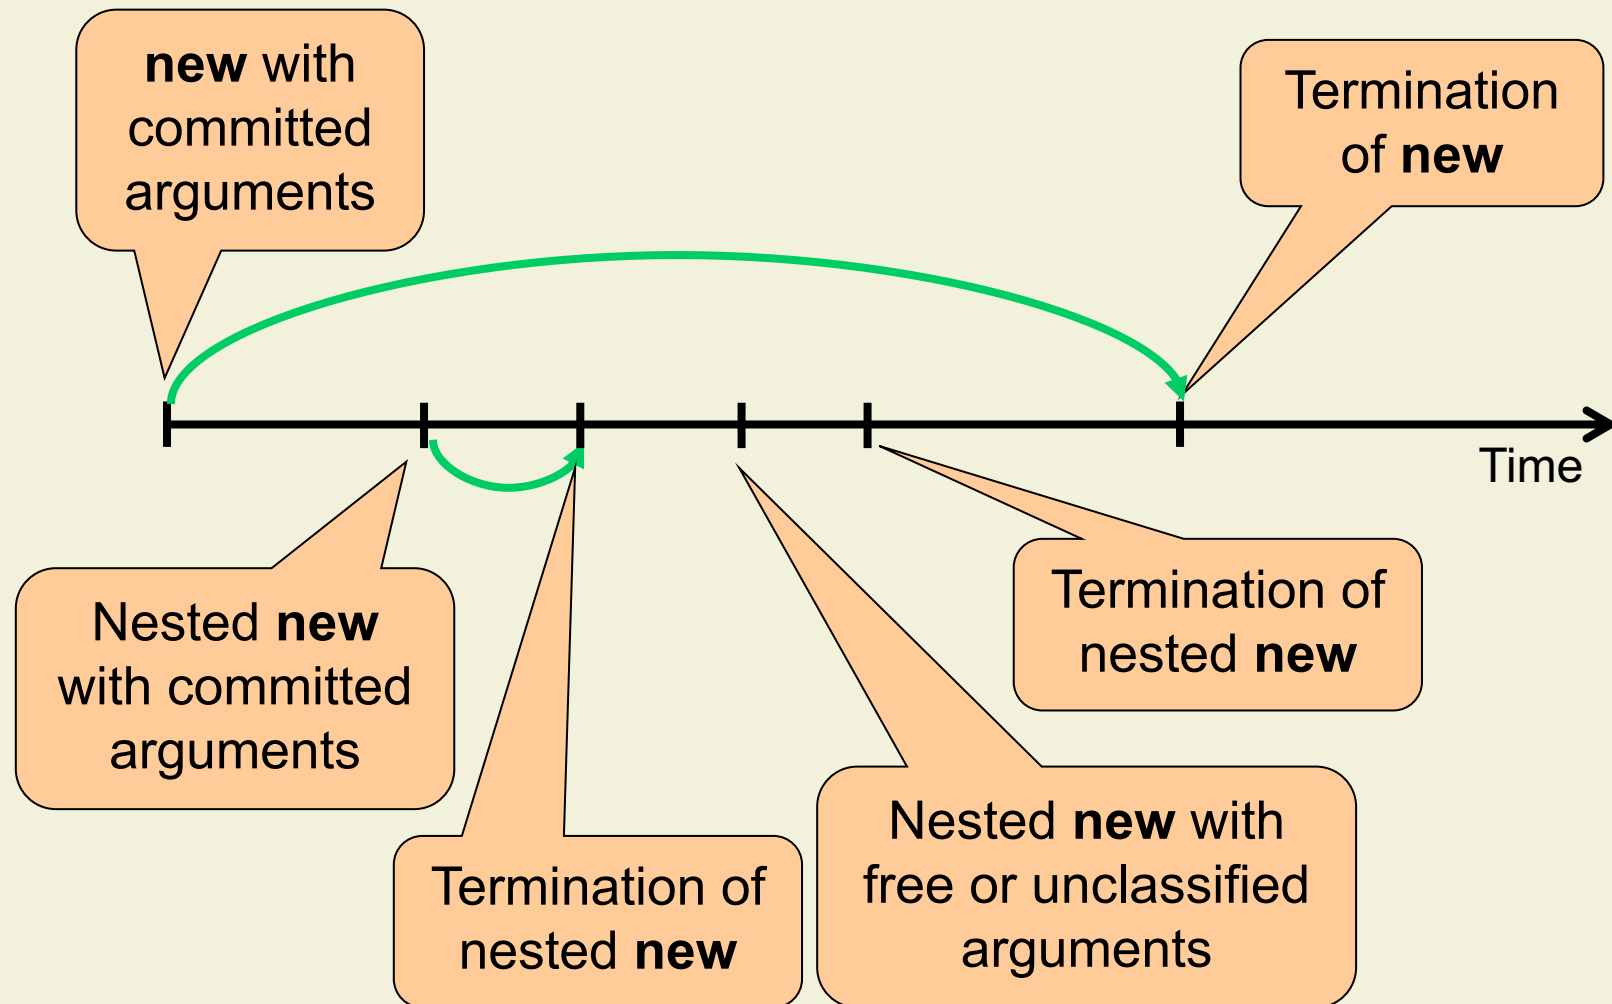 new with
committed
arguments
Termination
of new
Time
Nested new
with committed
arguments
Termination of
nested new
Nested new with
free or unclassified
arguments
Termination of
nested new